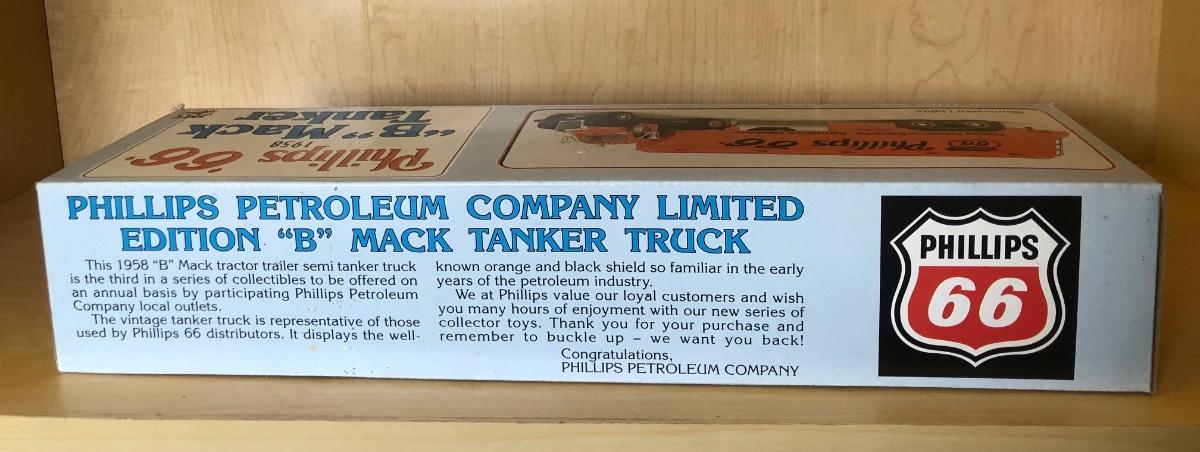 Phillips "66"
1958
"B" Mack
Tanker
Illuminated Lights
Phillips 66
PHILLIPS PETROLEUM COMPANY LIMITED
EDITION "B" MACK TANKER TRUCK
This 1958 "B" Mack tractor trailer semi tanker truck
is the third in a series of collectibles to be offered on
an annual basis by participating Phillips Petroleum
Company local outlets.
The vintage tanker truck is representative of those
used by Phillips 66 distributors. It displays the well-
known orange and black shield so familiar in the early
years of the petroleum industry.
We at Phillips value our loyal customers and wish
you many hours of enjoyment with our new series of
collector toys. Thank you for your purchase and
remember to buckle up – we want you back!
Congratulations,
PHILLIPS PETROLEUM COMPANY
PHILLIPS
66